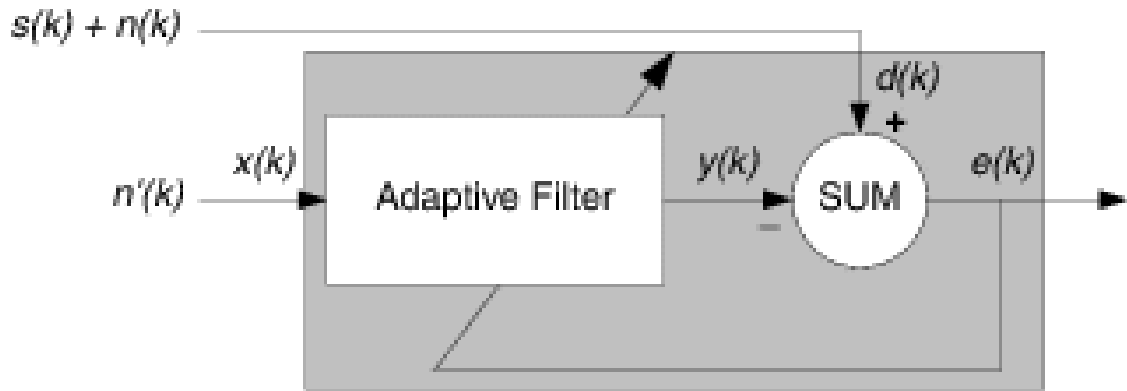 s(k) + n(k)
d(k)
+
n'(k)
x(k)
Adaptive Filter
y(k)
–
SUM
e(k)